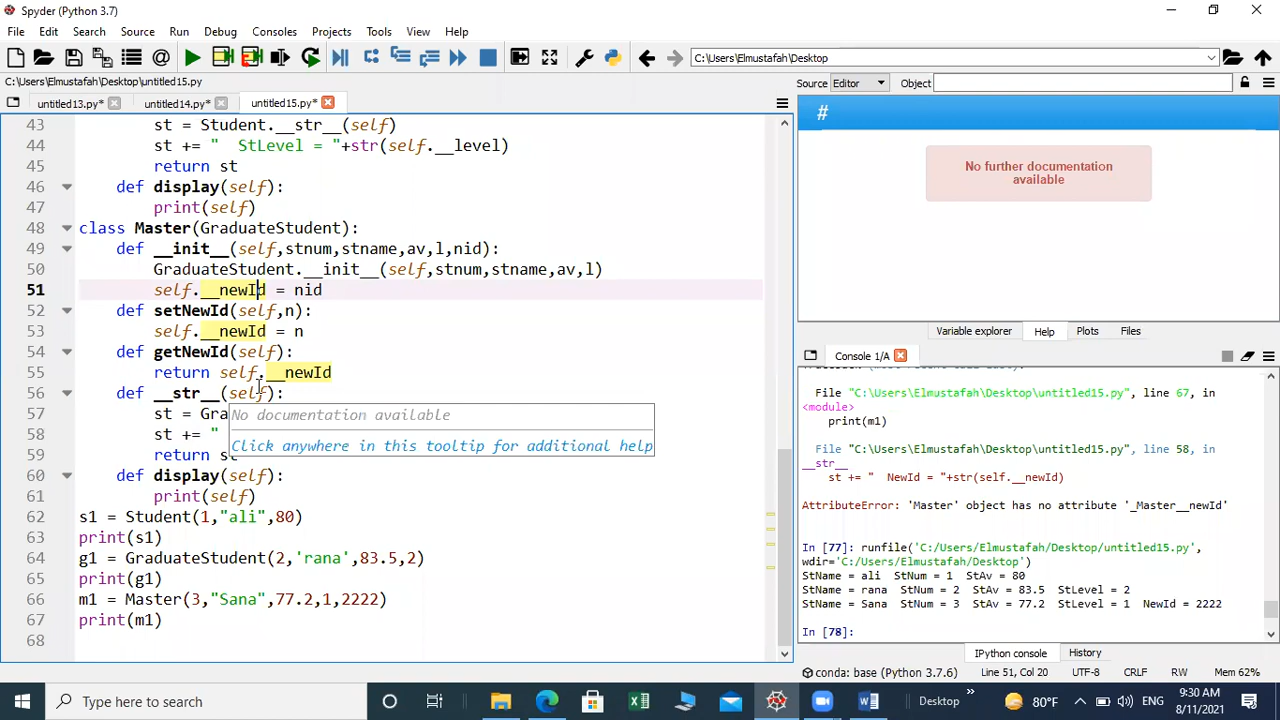 Spyder (Python 3.7)
File Edit Search Source Run Debug Consoles Projects Tools View Help
C:\Users\Elmustafah\Desktop
C:\Users\Elmustafah\Desktop\untitled15.py
Source Editor Object
untitled13.py* untitled14.py* untitled15.py*
43 st = Student.__str__(self)
44 st += "  StLevel = "+str(self.__level)
45 return st
46 def display(self):
47 print(self)
48 class Master(GraduateStudent):
49 def __init__(self,stnum,stname,av,l,nid):
50 GraduateStudent.__init__(self,stnum,stname,av,l)
51 self.__newId = nid
52 def setNewId(self,n):
53 self.__newId = n
54 def getNewId(self):
55 return self.__newId
56 def __str__(self):
57 st = Gra
58 st += "
59 return st
No documentation available
Click anywhere in this tooltip for additional help
60 def display(self):
61 print(self)
62 s1 = Student(1,"ali",80)
63 print(s1)
64 g1 = GraduateStudent(2,'rana',83.5,2)
65 print(g1)
66 m1 = Master(3,"Sana",77.2,1,2222)
67 print(m1)
68
#
No further documentation
available
Variable explorer Help Plots Files
Console 1/A
File "C:\Users\Elmustafah\Desktop\untitled15.py", line 67, in
<module>
print(m1)
File "C:\Users\Elmustafah\Desktop\untitled15.py", line 58, in
__str__
st += "  NewId = "+str(self.__newId)
AttributeError: 'Master' object has no attribute '_Master__newId'
In [77]: runfile('C:/Users/Elmustafah/Desktop/untitled15.py',
wdir='C:/Users/Elmustafah/Desktop')
StName = ali  StNum = 1  StAv = 80
StName = rana  StNum = 2  StAv = 83.5  StLevel = 2
StName = Sana  StNum = 3  StAv = 77.2  StLevel = 1  NewId = 2222
In [78]:
IPython console History
conda: base (Python 3.7.6) Line 51, Col 20 UTF-8 CRLF RW Mem 62%
Type here to search
Desktop
80°F
ENG
9:30 AM
8/11/2021